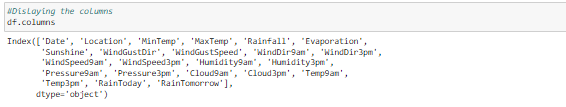 #Dislaying the columns
df.columns
Index(['Date', 'Location', 'MinTemp', 'MaxTemp', 'Rainfall', 'Evaporation',
'Sunshine', 'WindGustDir', 'WindGustSpeed', 'WindDir9am', 'WindDir3pm',
'WindSpeed9am', 'WindSpeed3pm', 'Humidity9am', 'Humidity3pm',
'Pressure9am', 'Pressure3pm', 'Cloud9am', 'Cloud3pm', 'Temp9am',
'Temp3pm', 'RainToday', 'RainTomorrow'],
dtype='object')